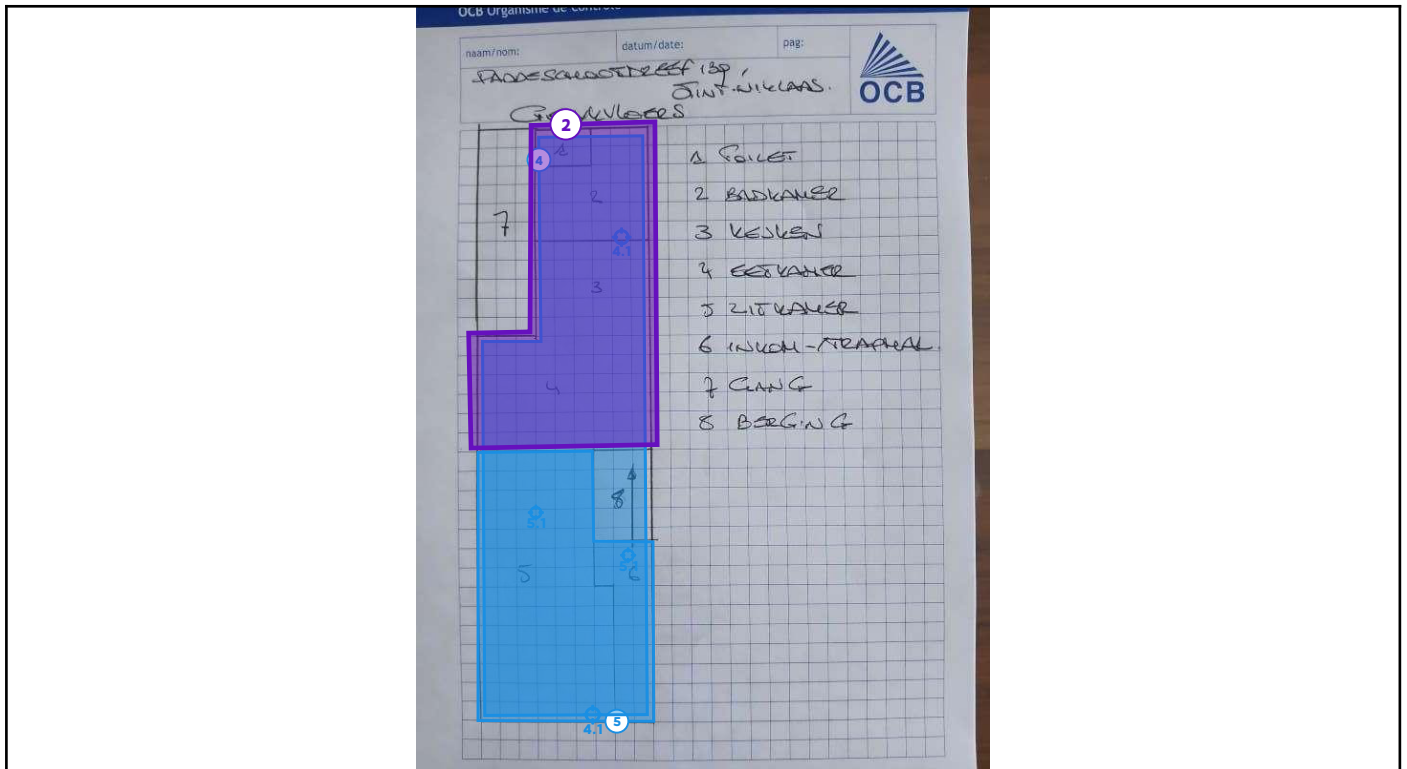 OCB Organisme de Controle
naam/nom:
datum/date:
pag:
OCB
PADDESCHOOTDREEF 139,
SINT-NIKLAAS.
2
1
4
2
7
4.1
3
4
1 TOILET
2 BADKAMER
3 KEUKEN
4 EETKAMER
5 ZITKAMER
6 INKOM-TRAPHAL
7 GANG
8 BERGING
8
5.1
5
6
4.1
5